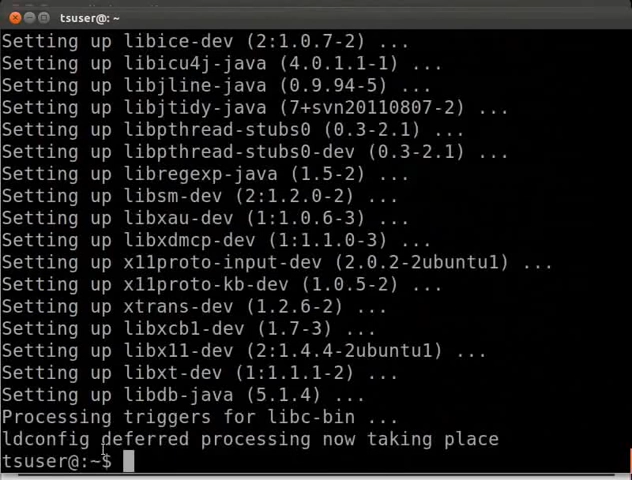 tsuser@: ~
Setting up libice-dev (2:1.0.7-2) ...
Setting up libicu4j-java (4.0.1.1-1) ...
Setting up libjline-java (0.9.94-5) ...
Setting up libjtidy-java (7+svn20110807-2) ...
Setting up libpthread-stubs0 (0.3-2.1) ...
Setting up libpthread-stubs0-dev (0.3-2.1) ...
Setting up libregexp-java (1.5-2) ...
Setting up libsm-dev (2:1.2.0-2) ...
Setting up libxau-dev (1:1.0.6-3) ...
Setting up libxdmcp-dev (1:1.1.0-3) ...
Setting up x11proto-input-dev (2.0.2-2ubuntu1) ...
Setting up x11proto-kb-dev (1.0.5-2) ...
Setting up xtrans-dev (1.2.6-2) ...
Setting up libxcb1-dev (1.7-3) ...
Setting up libx11-dev (2:1.4.4-2ubuntu1) ...
Setting up libxt-dev (1:1.1.1-2) ...
Setting up libdb-java (5.1.4) ...
Processing triggers for libc-bin ...
ldconfig deferred processing now taking place
tsuser@:~$